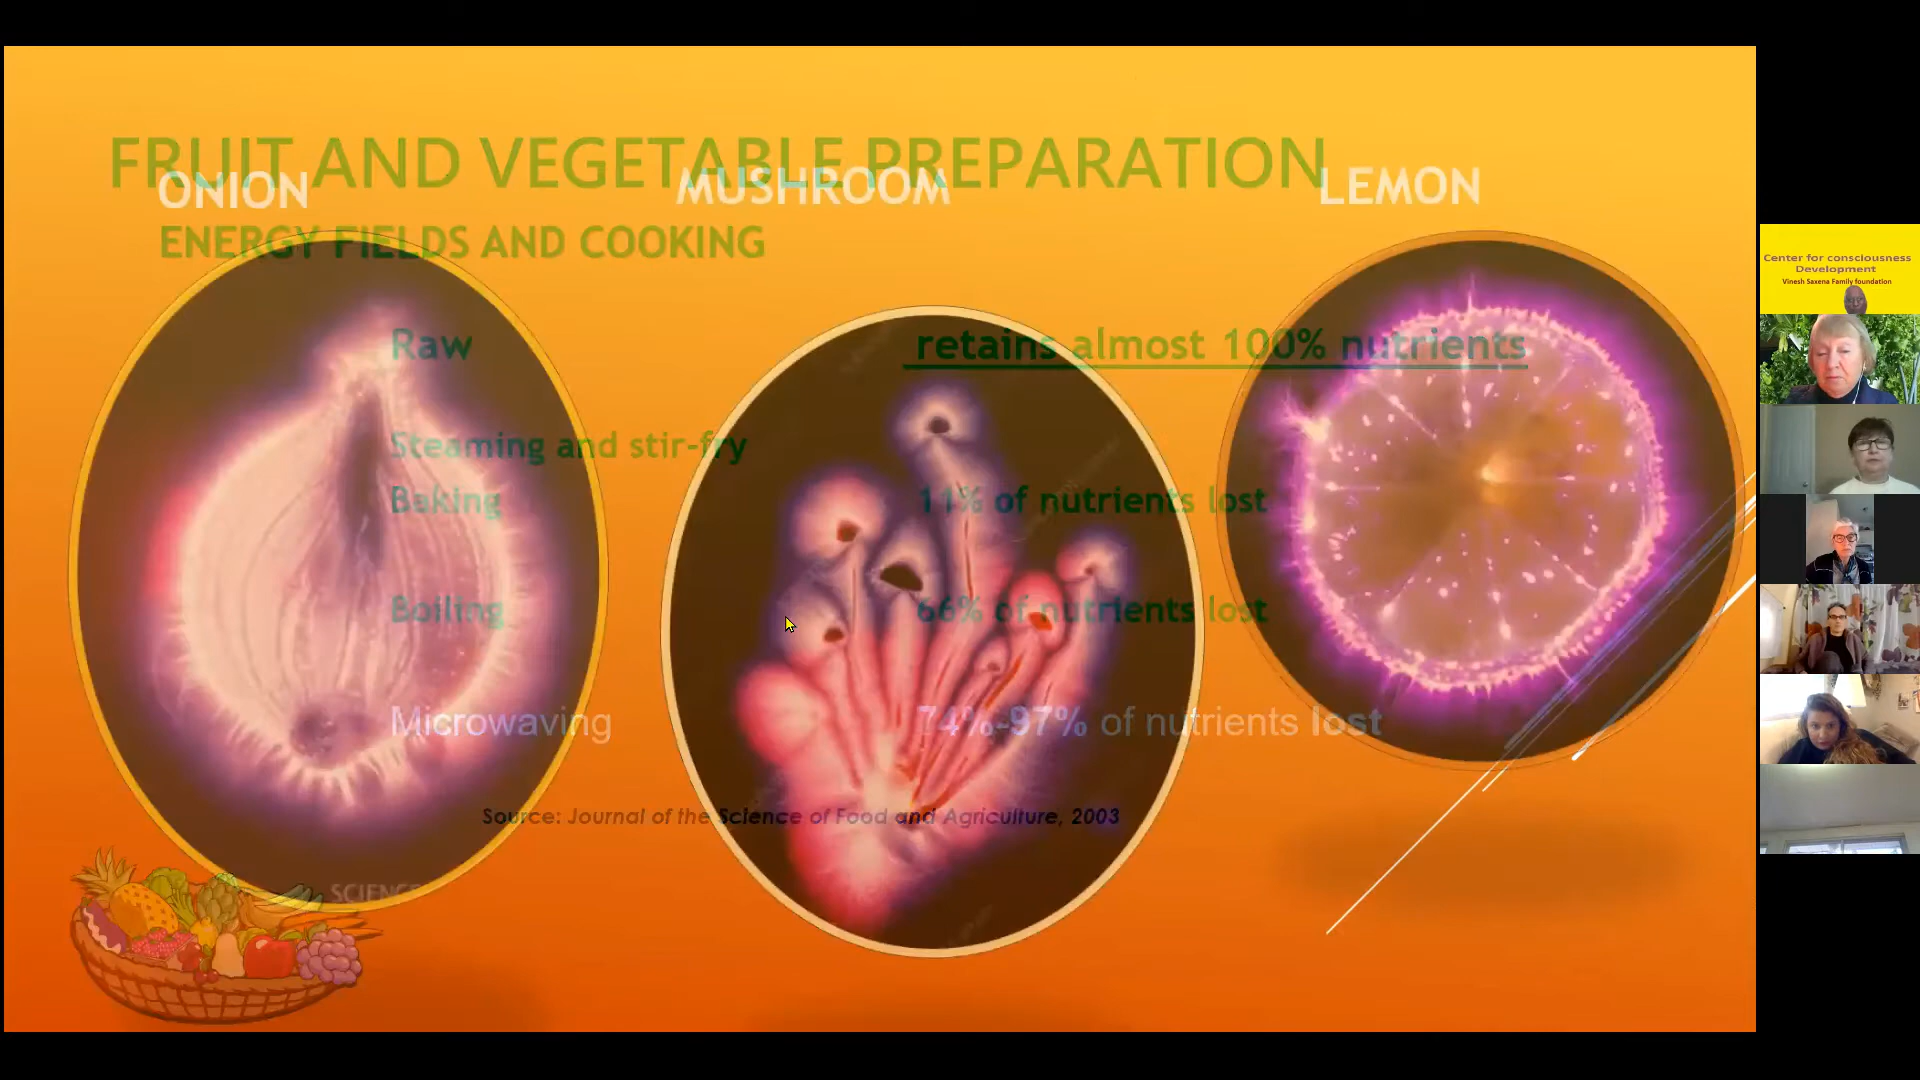 FRUIT AND VEGETABLE PREPARATION
ONION MUSHROOM LEMON
ENERGY FIELDS AND COOKING
Raw retains almost 100% nutrients
Steaming and stir-fry
Baking 11% of nutrients lost
Boiling 66% of nutrients lost
Microwaving 74%-97% of nutrients lost
Source: Journal of the Science of Food and Agriculture, 2003
SCIENCE
Center for consciousness
Development
Vinesh Saxena Family foundation